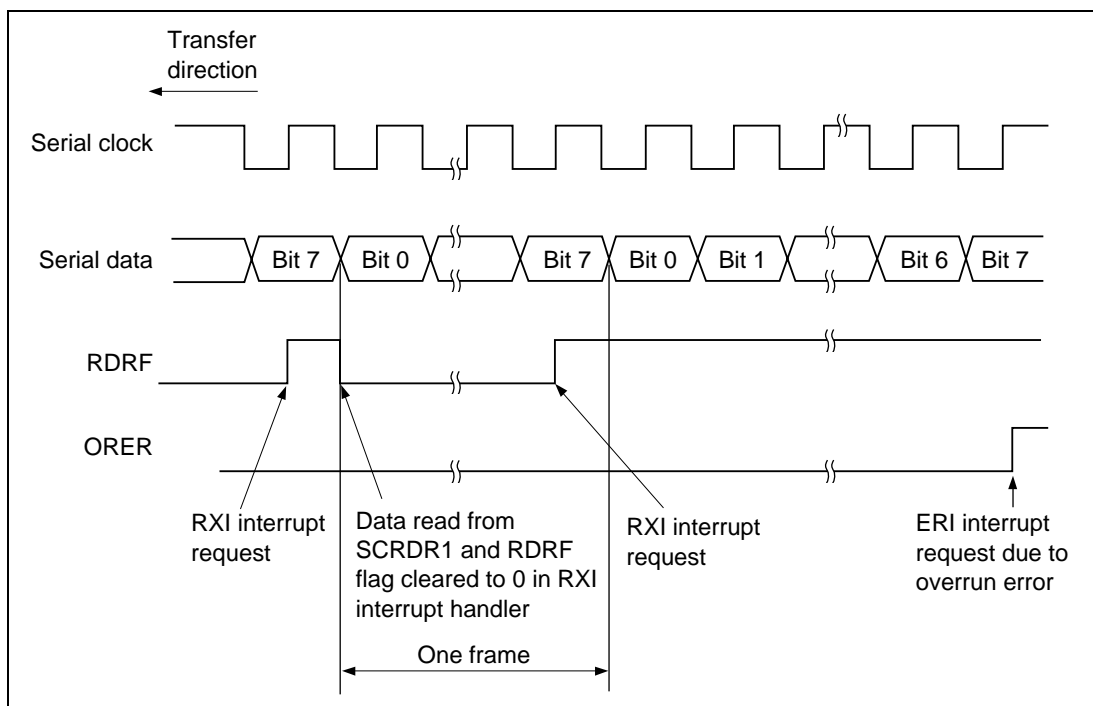 Transfer
direction
Serial clock
Serial data
Bit 7 Bit 0 Bit 7 Bit 0 Bit 1 Bit 6 Bit 7
RDRF
ORER
RXI interrupt
request
Data read from
SCRDR1 and RDRF
flag cleared to 0 in RXI
interrupt handler
RXI interrupt
request
ERI interrupt
request due to
overrun error
One frame